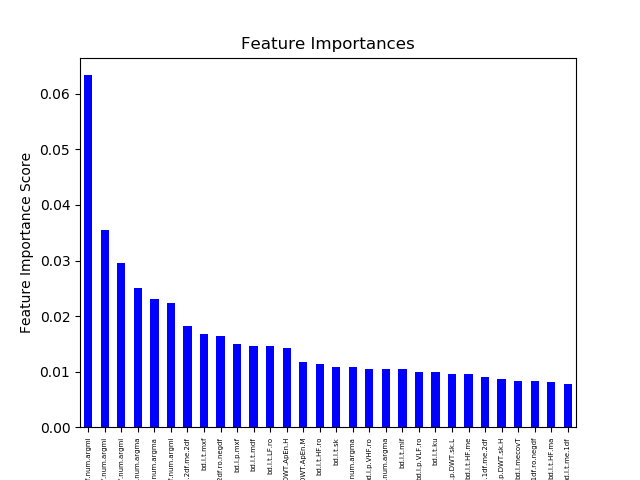 Feature Importances
Feature Importance Score
0.06
0.05
0.04
0.03
0.02
0.01
0.00
.num.argmi
.num.argmi
.num.argmi
.num.argma
.num.argma
.num.argmi
.2df.me.2df
bd.l.t.mxf
2df.ro.negdf
bd.l.p.mxf
bd.l.t.mdf
bd.l.t.LF.ro
DWT.ApEn.H
DWT.ApEn.M
bd.l.t.HF.ro
bd.l.t.sk
num.argma
d.l.p.VHF.ro
num.argma
bd.l.t.mif
d.l.p.VLF.ro
bd.l.t.ku
.p.DWT.sk.L
bd.l.t.HF.me
.1df.me.2df
.p.DWT.sk.H
bd.l.mecovT
1df.ro.negdf
bd.l.t.HF.ma
d.l.t.me.1df